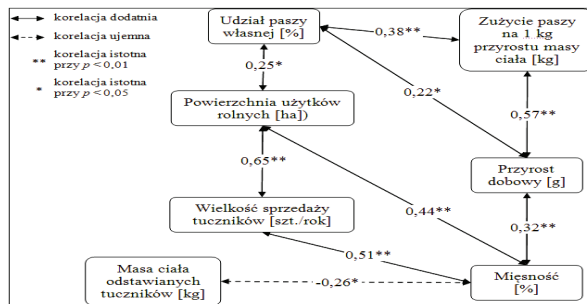 korelacja dodatnia
korelacja ujemna
** korelacja istotna
przy p < 0,01
* korelacja istotna
przy p < 0,05
Udział paszy
własnej [%]
0,38**
Zużycie paszy
na 1 kg
przyrostu masy
ciała [kg]
0,25*
0,22*
0,57**
Powierzchnia użytków
rolnych [ha])
Przyrost
dobowy [g]
0,65**
0,44**
0,32**
Wielkość sprzedaży
tuczników [szt./rok]
0,51**
Masa ciała
odstawianych
tuczników [kg]
-0,26*
Mięsność
[%]